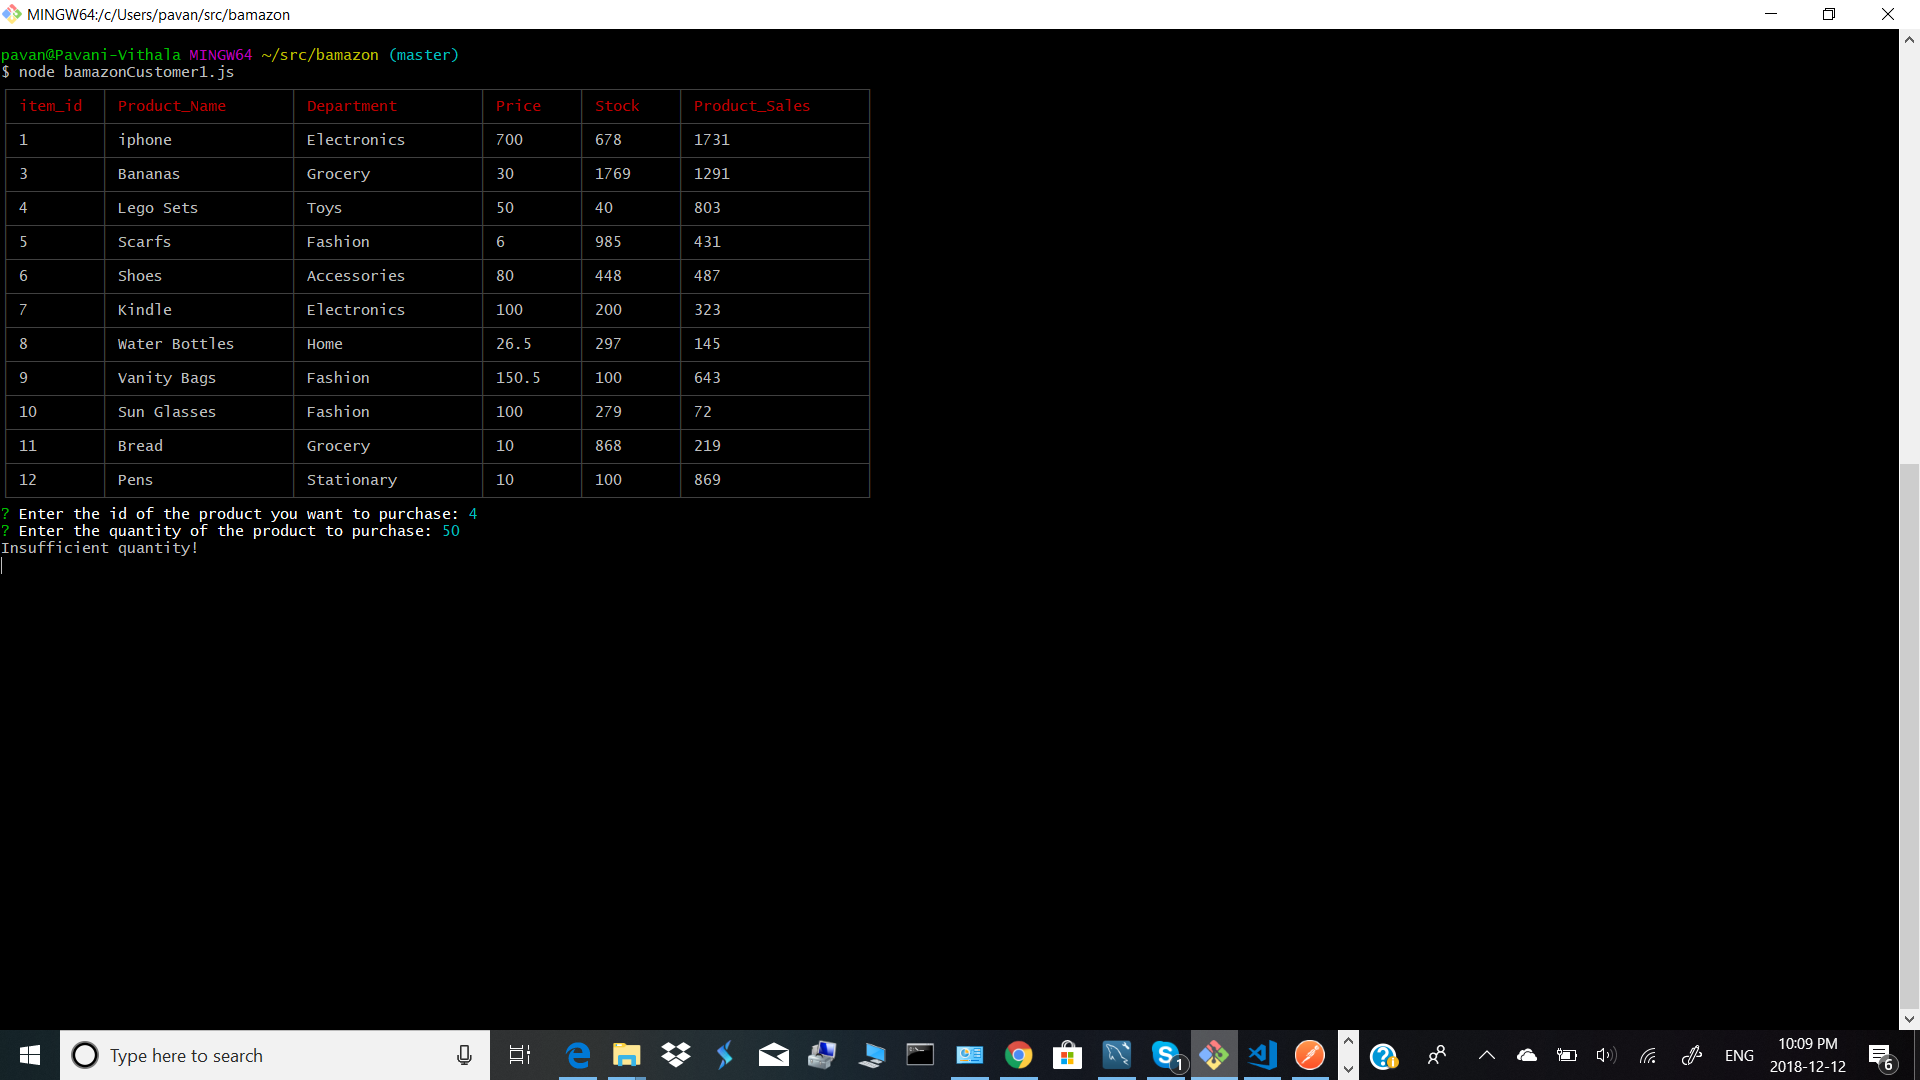 MINGW64:/c/Users/pavan/src/bamazon
pavan@Pavani-Vithala MINGW64 ~/src/bamazon (master)
$ node bamazonCustomer1.js
item_id Product_Name Department Price Stock Product_Sales
1 iphone Electronics 700 678 1731
3 Bananas Grocery 30 1769 1291
4 Lego Sets Toys 50 40 803
5 Scarfs Fashion 6 985 431
6 Shoes Accessories 80 448 487
7 Kindle Electronics 100 200 323
8 Water Bottles Home 26.5 297 145
9 Vanity Bags Fashion 150.5 100 643
10 Sun Glasses Fashion 100 279 72
11 Bread Grocery 10 868 219
12 Pens Stationary 10 100 869
? Enter the id of the product you want to purchase: 4
? Enter the quantity of the product to purchase: 50
Insufficient quantity!
Type here to search
1
ENG
10:09 PM
2018-12-12
6